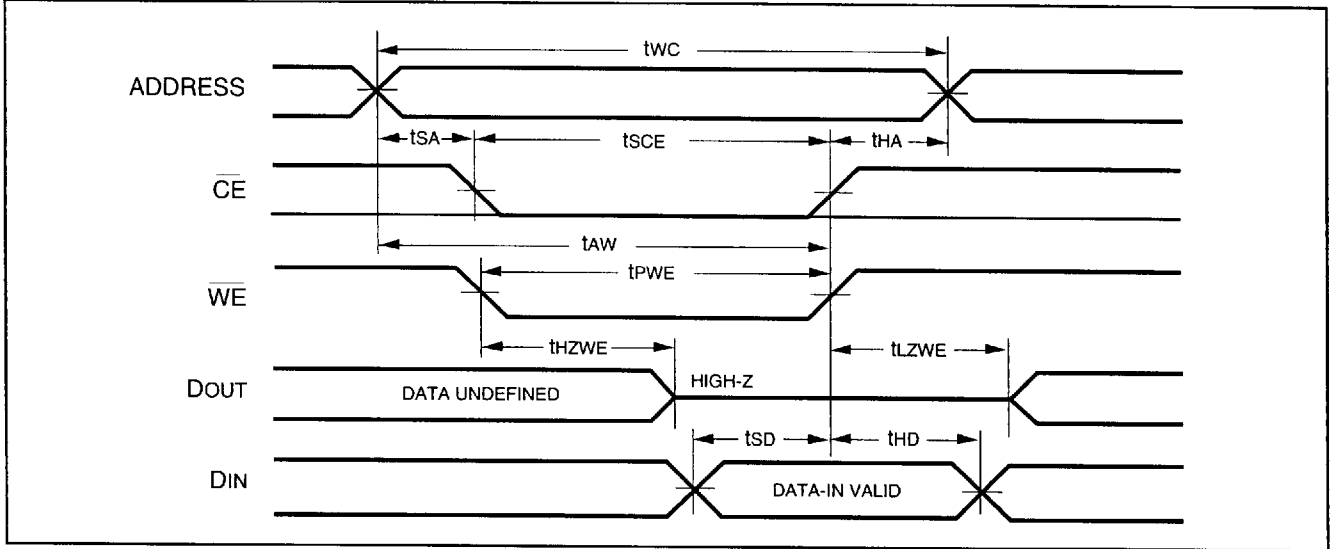 tWC
ADDRESS
tSA
tSCE
tHA
CE
tAW
tPWE
WE
tHZWE
tLZWE
DOUT
DATA UNDEFINED
HIGH-Z
tSD
tHD
DIN
DATA-IN VALID